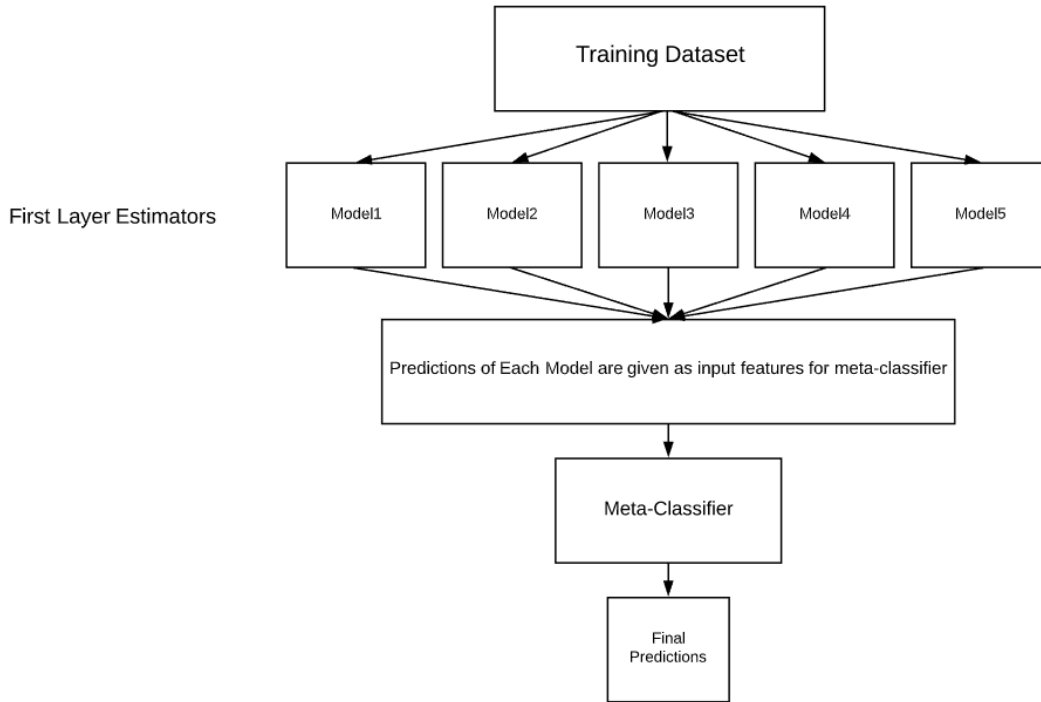 Training Dataset
First Layer Estimators
Model1
Model2
Model3
Model4
Model5
Predictions of Each Model are given as input features for meta-classifier
Meta-Classifier
Final
Predictions